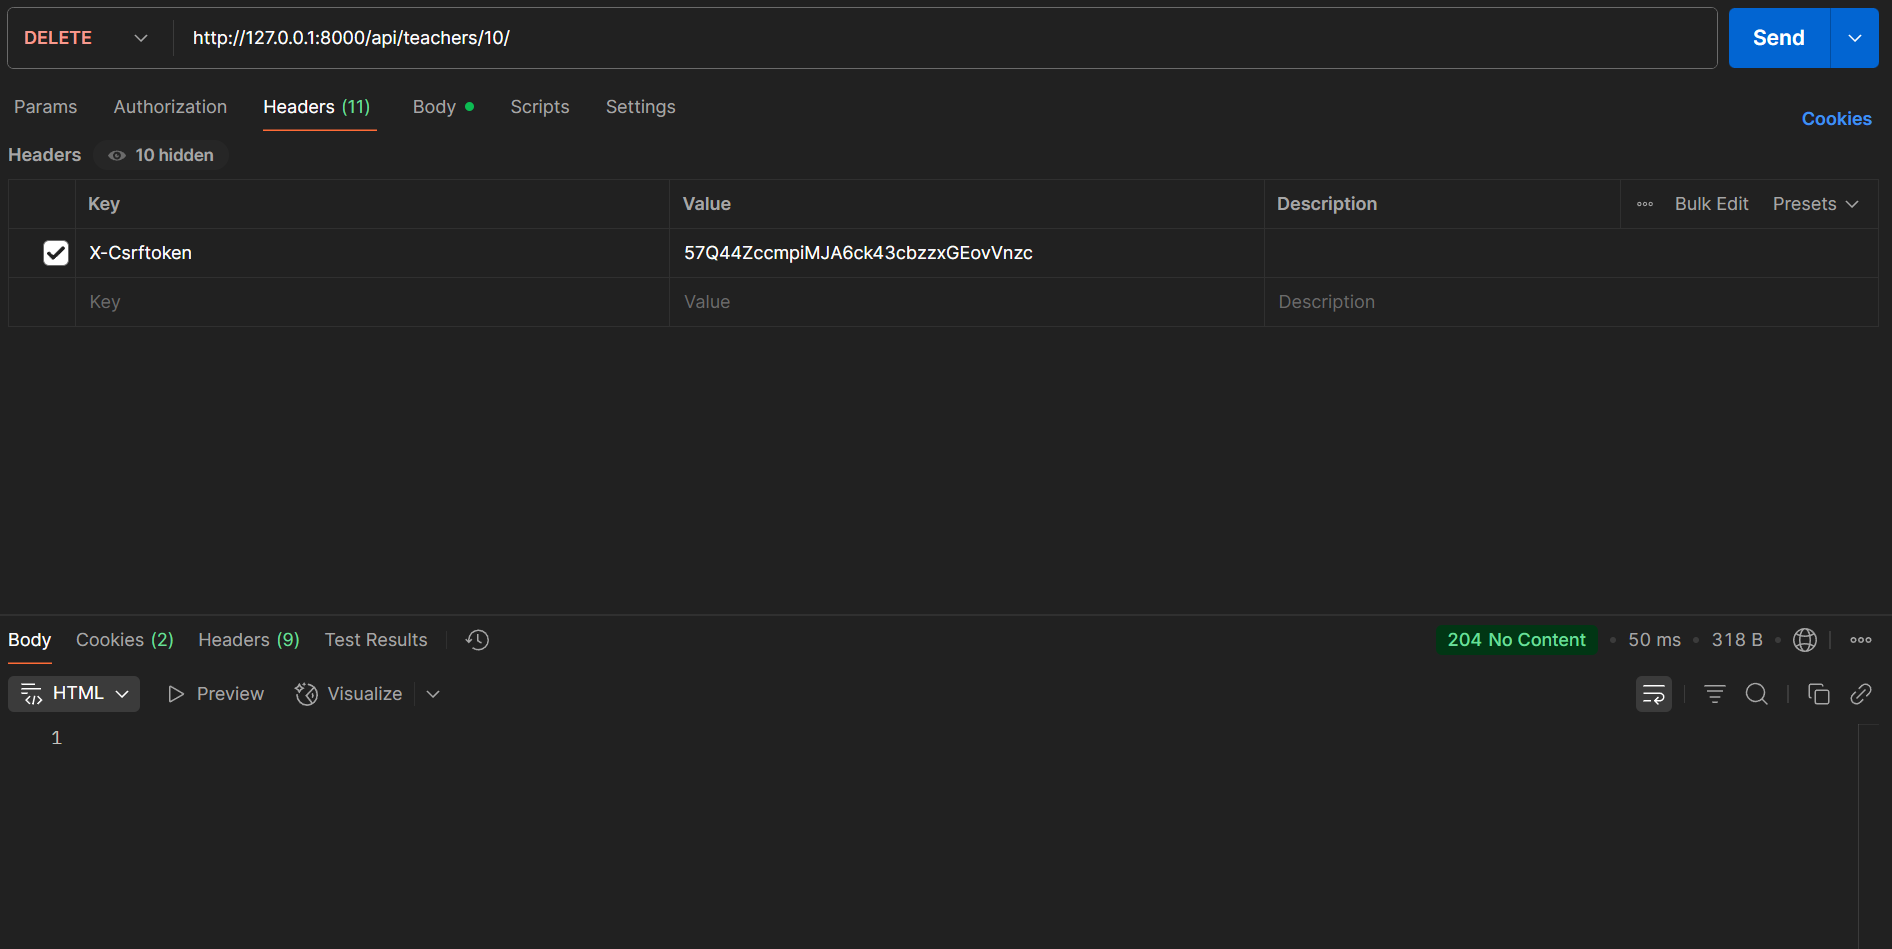 DELETE http://127.0.0.1:8000/api/teachers/10/ Send
Params Authorization Headers (11) Body Scripts Settings Cookies
Headers 10 hidden
Key Value Description Bulk Edit Presets
X-Csrftoken 57Q44ZccmpiMJA6ck43cbzzxGEovVnzc
Key Value Description
Body Cookies (2) Headers (9) Test Results 204 No Content • 50 ms • 318 B
HTML Preview Visualize
1